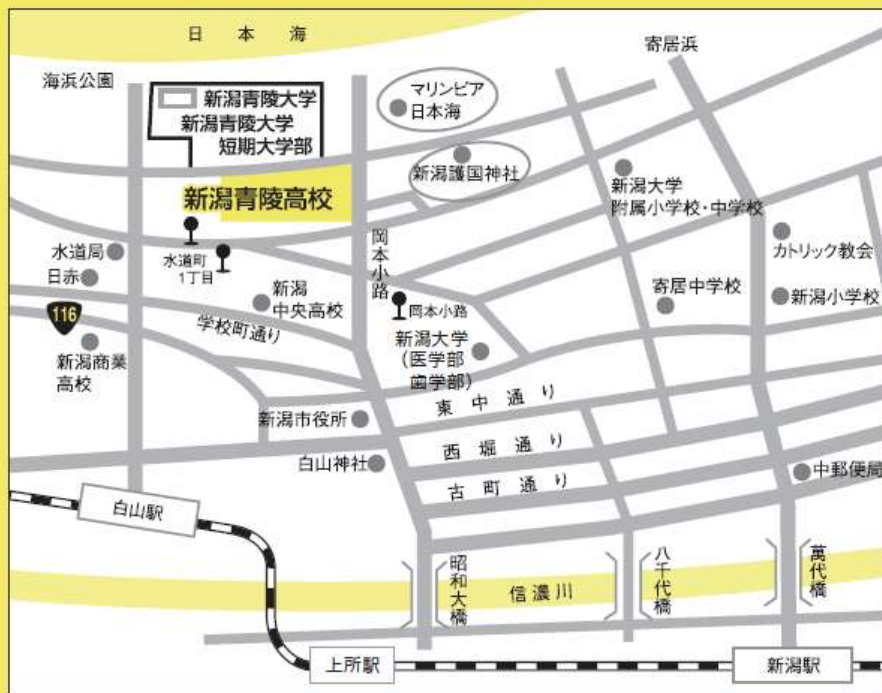 日本海
寄居浜
海浜公園
新潟青陵大学
新潟青陵大学
短期大学部
マリンピア
日本海
新潟護国神社
新潟青陵高校
新潟大学
附属小学校・中学校
水道局
日赤
水道町
1丁目
岡本小路
カトリック教会
116
新潟
中央高校
学校町通り
岡本小路
寄居中学校
新潟小学校
新潟商業
高校
新潟大学
(医学部
歯学部)
東中通り
新潟市役所
西堀通り
白山神社
古町通り
中郵便局
白山駅
昭和大橋
八千代橋
萬代橋
信濃川
上所駅
新潟駅